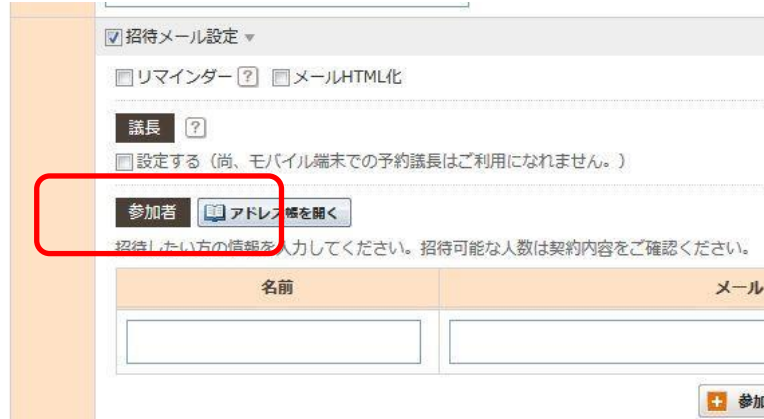 招待メール設定 ▼
リマインダー ? メールHTML化
議長 ?
設定する（尚、モバイル端末での予約議長はご利用になれません。）
参加者 アドレス帳を開く
招待したい方の情報を入力してください。招待可能な人数は契約内容をご確認ください。
名前 メール
参加